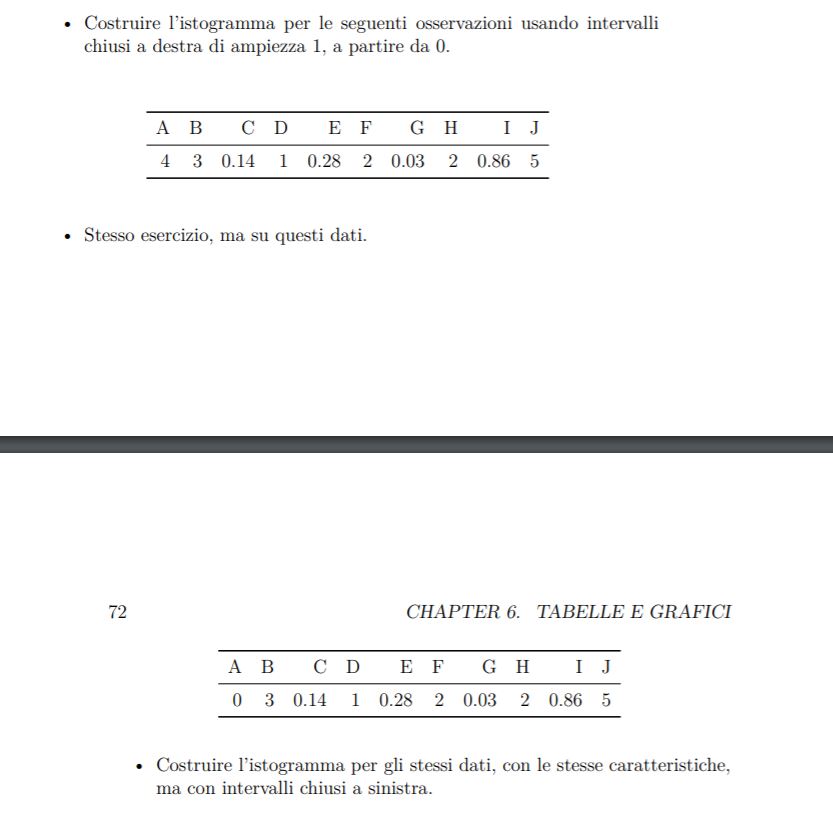 • Costruire l'istogramma per le seguenti osservazioni usando intervalli
chiusi a destra di ampiezza 1, a partire da 0.
A B C D E F G H I J
4 3 0.14 1 0.28 2 0.03 2 0.86 5
• Stesso esercizio, ma su questi dati.
72 CHAPTER 6. TABELLE E GRAFICI
A B C D E F G H I J
0 3 0.14 1 0.28 2 0.03 2 0.86 5
• Costruire l'istogramma per gli stessi dati, con le stesse caratteristiche,
ma con intervalli chiusi a sinistra.